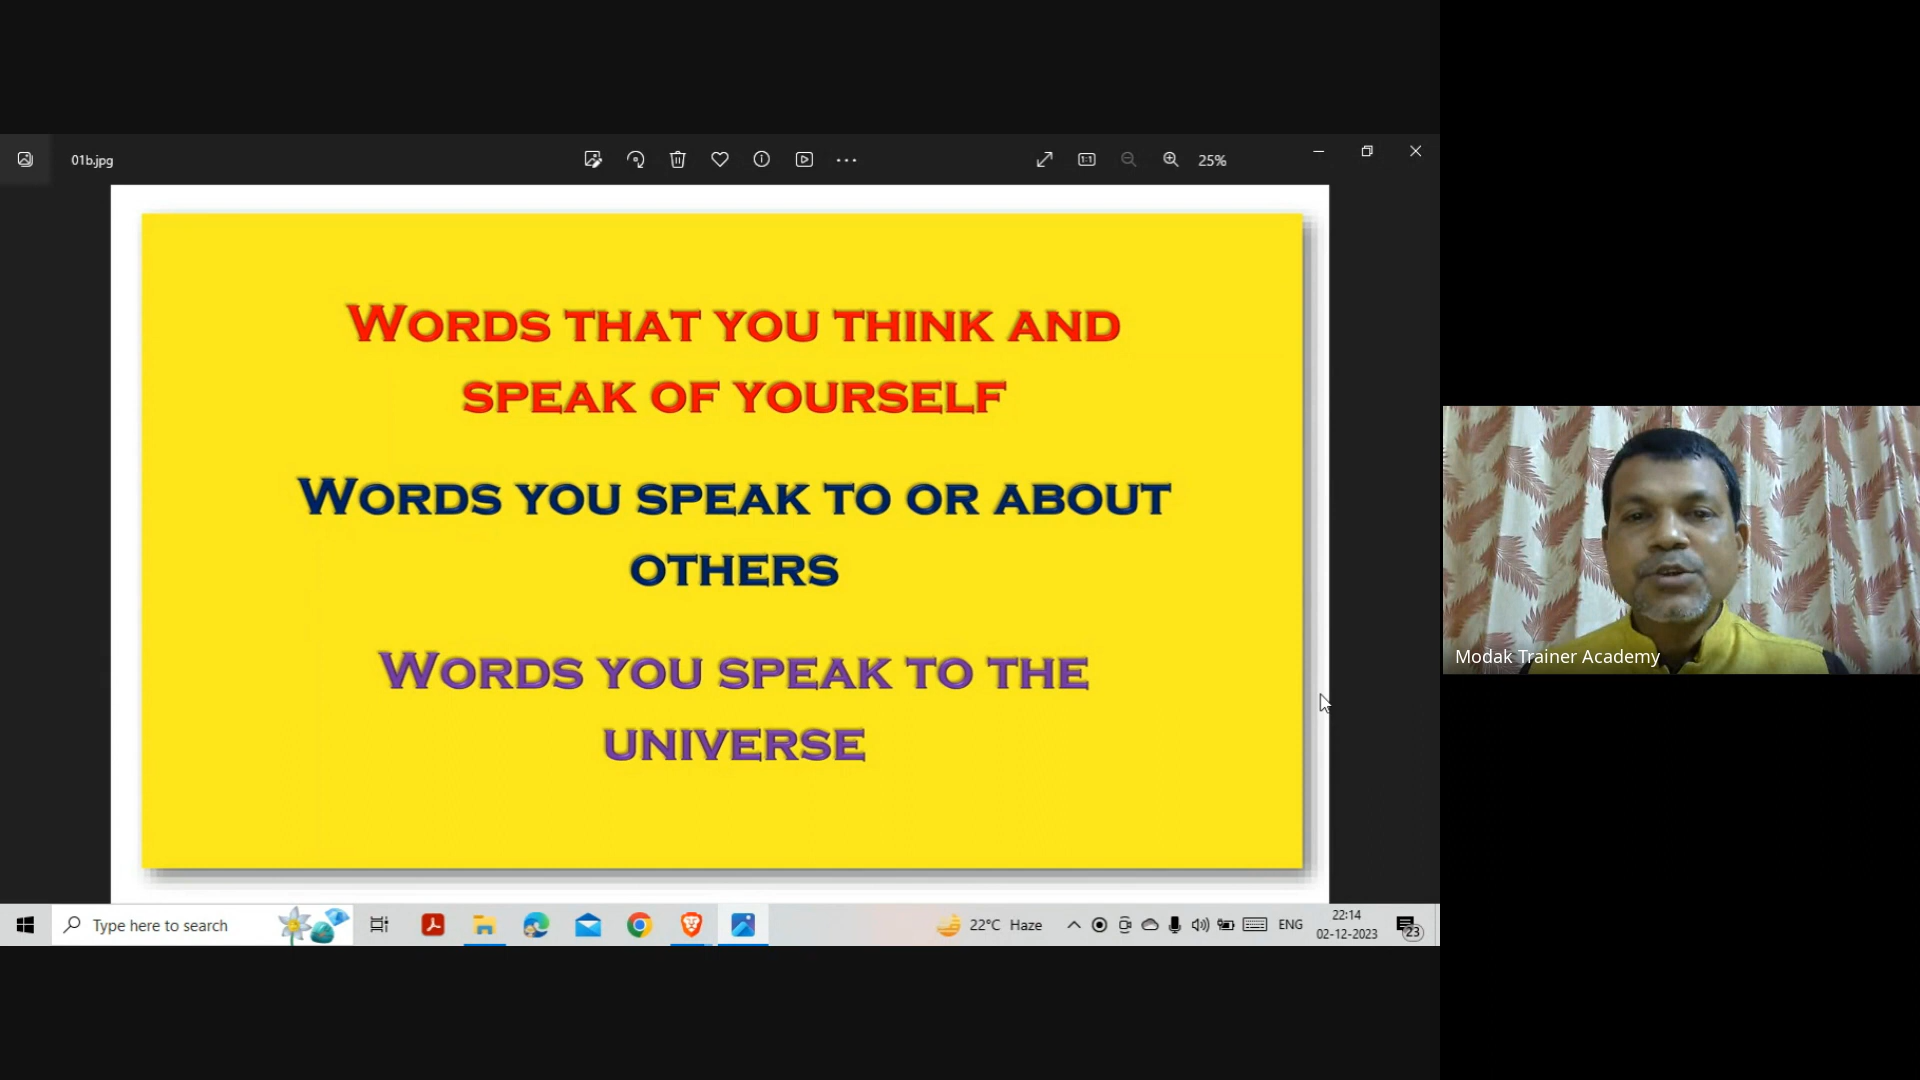 01b.jpg
25%
WORDS THAT YOU THINK AND
SPEAK OF YOURSELF
WORDS YOU SPEAK TO OR ABOUT
OTHERS
WORDS YOU SPEAK TO THE
UNIVERSE
Modak Trainer Academy
Type here to search
22°C Haze
ENG
22:14
02-12-2023
23